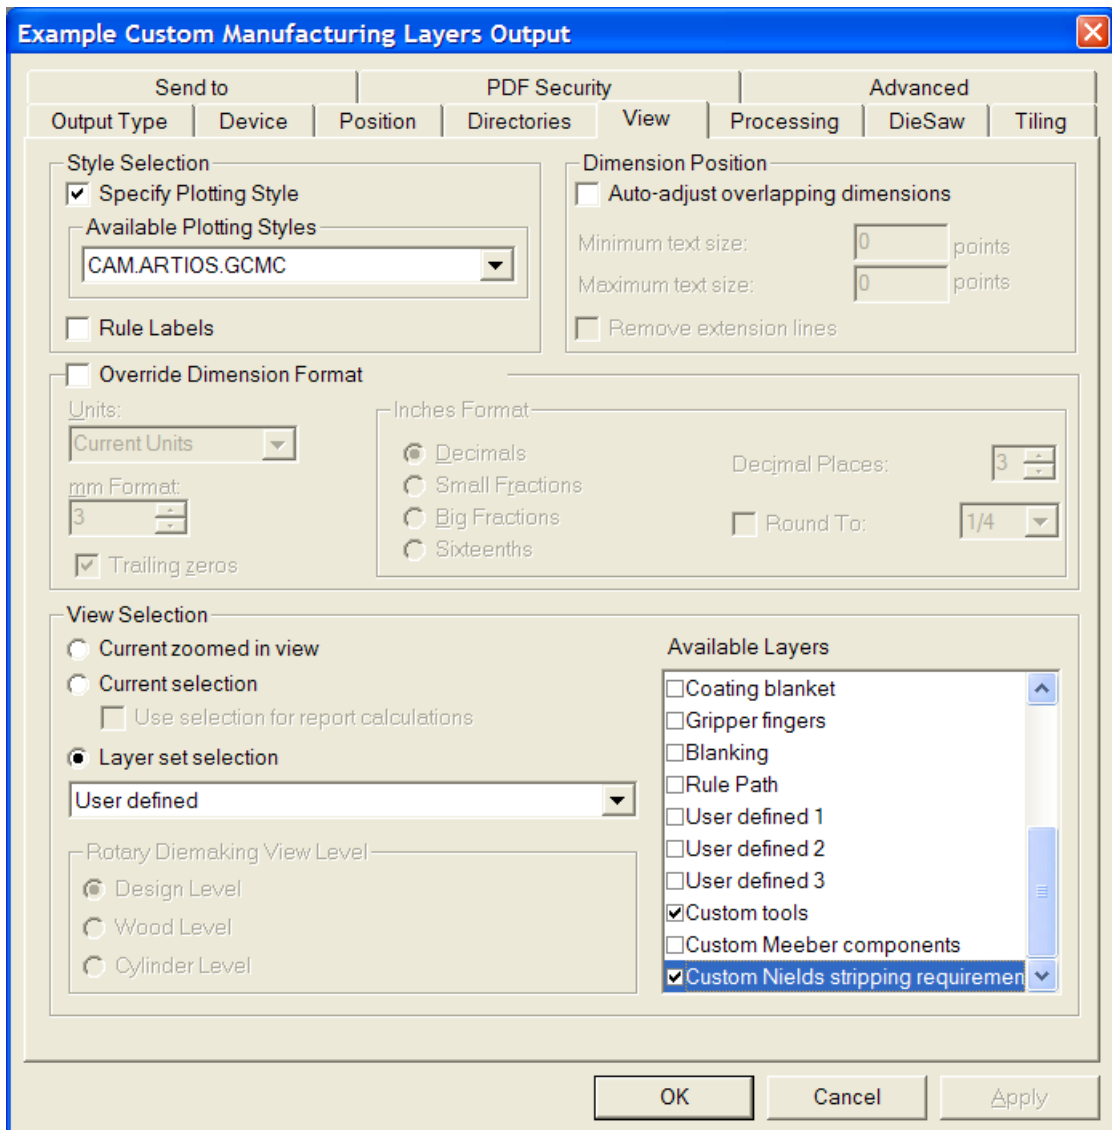 Example Custom Manufacturing Layers Output
Send to PDF Security Advanced
Output Type Device Position Directories View Processing DieSaw Tiling
Style Selection
Specify Plotting Style
Available Plotting Styles
CAM.ARTIOS.GCMC
Rule Labels
Dimension Position
Auto-adjust overlapping dimensions
Minimum text size: 0 points
Maximum text size: 0 points
Remove extension lines
Override Dimension Format
Units:
Current Units
mm Format:
3
Trailing zeros
Inches Format
Decimals
Small Fractions
Big Fractions
Sixteenths
Decimal Places: 3
Round To: 1/4
View Selection
Current zoomed in view
Current selection
Use selection for report calculations
Layer set selection
User defined
Rotary Diemaking View Level
Design Level
Wood Level
Cylinder Level
Available Layers
Coating blanket
Gripper fingers
Blanking
Rule Path
User defined 1
User defined 2
User defined 3
Custom tools
Custom Meeber components
Custom Nields stripping requiremen
OK Cancel Apply